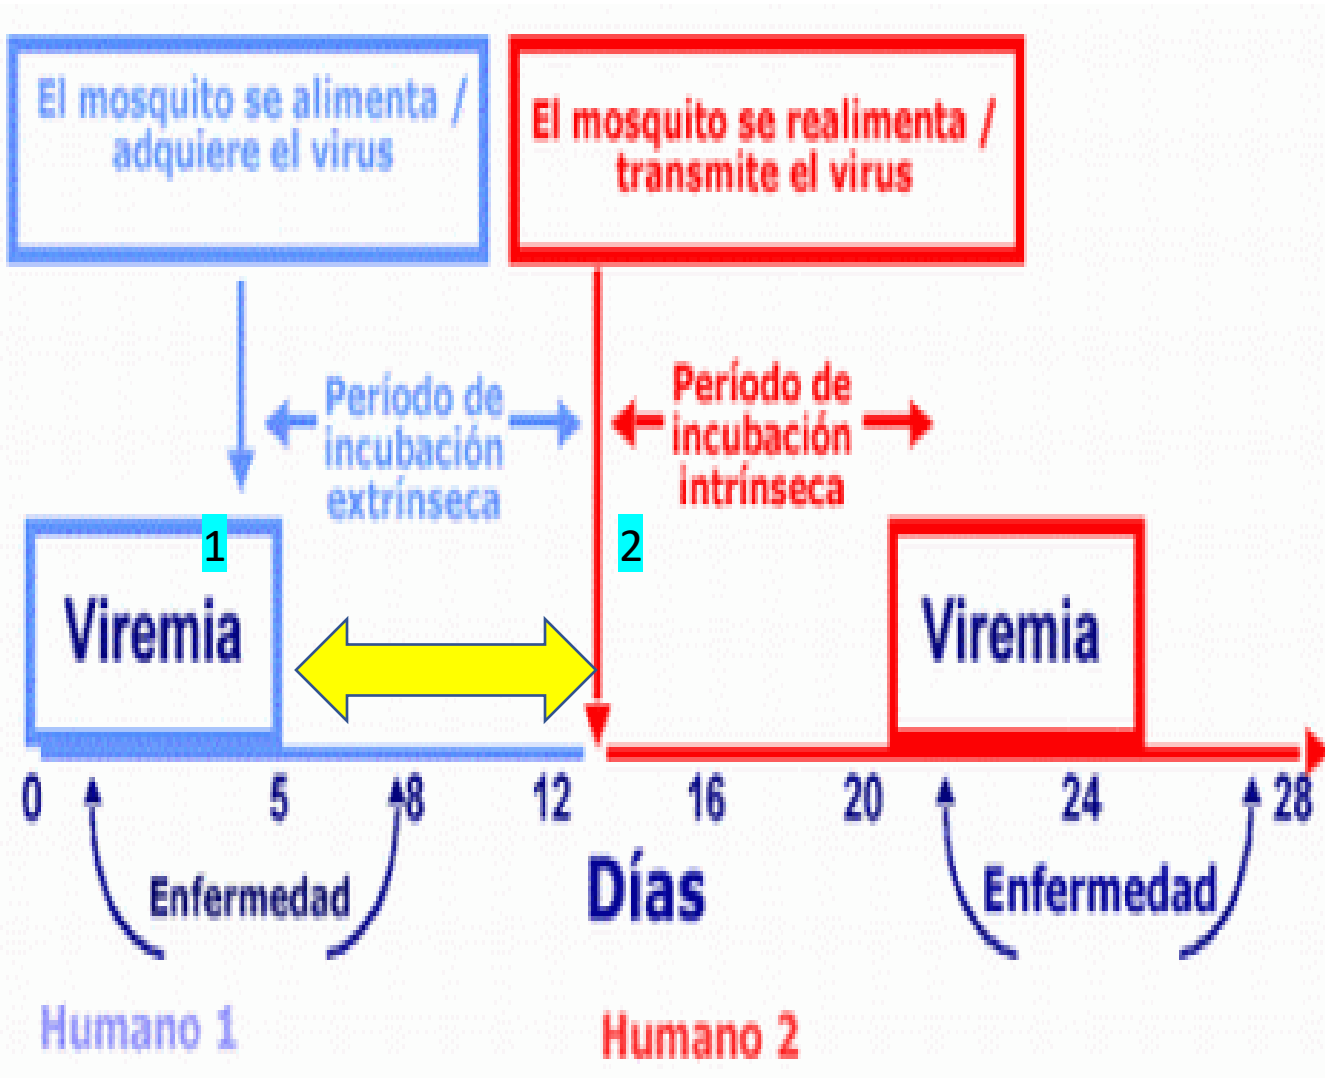 El mosquito se alimenta /
adquiere el virus
El mosquito se realimenta /
transmite el virus
Período de
incubación
extrínseca
Período de
incubación
intrínseca
1
2
Viremia
Viremia
0 5 8 12 16 20 24 28
Enfermedad
Días
Enfermedad
Humano 1
Humano 2